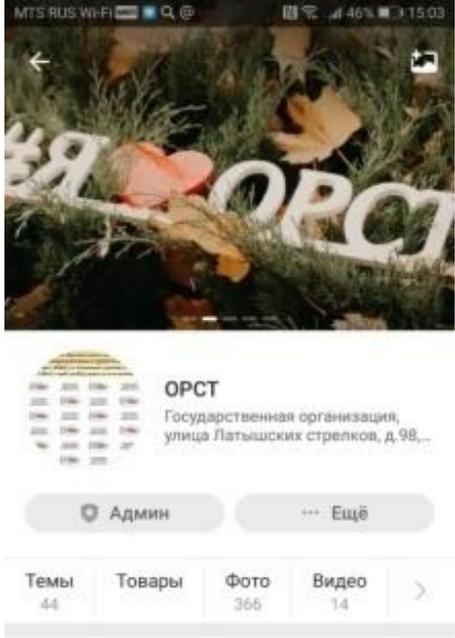 MTS RUS Wi-Fi 46% 15:03
#Я ОРСТ
ОРСТ
Государственная организация,
улица Латышских стрелков, д.98,...
Админ ... Ещё
Темы Товары Фото Видео
44 366 14